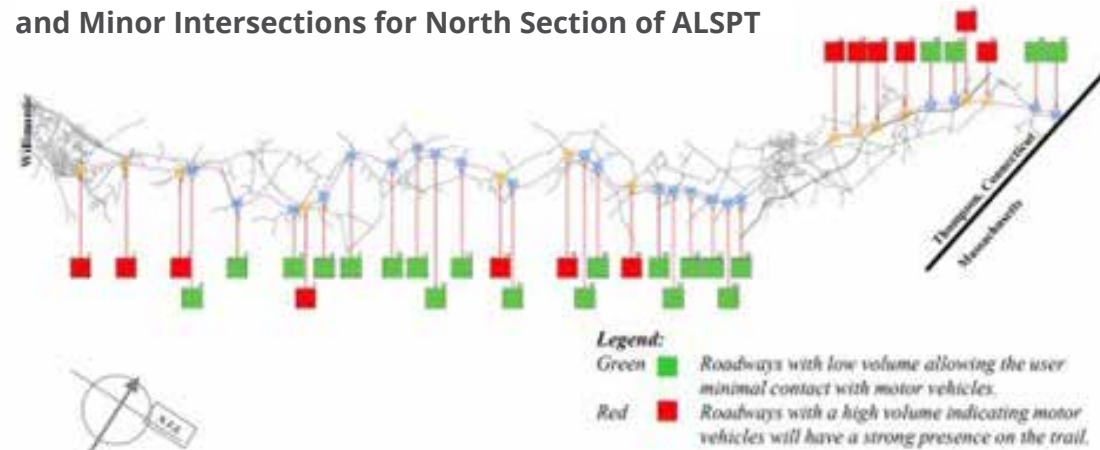 and Minor Intersections for North Section of ALSPT
Willimantic
Thompson, Connecticut
Massachusetts
Legend:
Green Roadways with low volume allowing the user
minimal contact with motor vehicles.
Red Roadways with a high volume indicating motor
vehicles will have a strong presence on the trail.